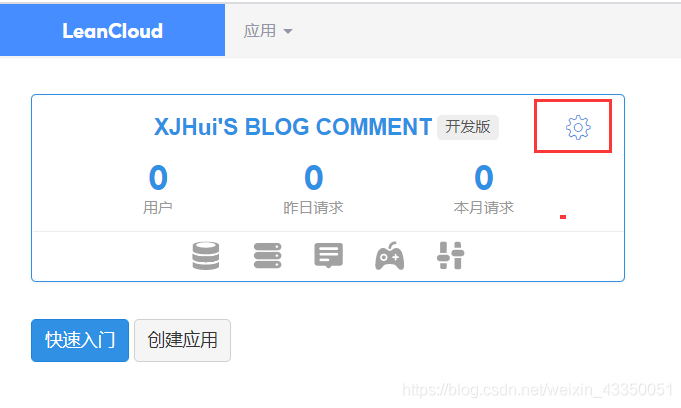 LeanCloud 应用
XJHui'S BLOG COMMENT 开发版
0 0 0
用户 昨日请求 本月请求
快速入门 创建应用
https://blog.csdn.net/weixin_43350051